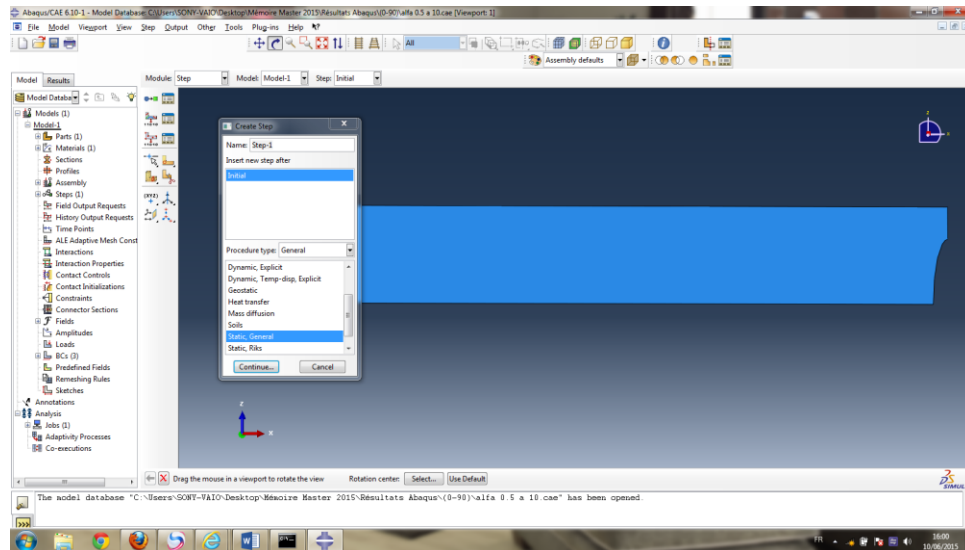 Abaqus/CAE 6.10-1 - Model Database: C:\Users\SONY-VAIO\Desktop\Mémoire Master 2015\Résultats Abaqus\(0-90)\alfa 0.5 a 10.cae [Viewport: 1]
File Model Viewport View Step Output Other Tools Plug-ins Help
All
Assembly defaults
Model Results
Module: Step Model: Model-1 Step: Initial
Model Databa
Models (1)
Model-1
Parts (1)
Materials (1)
Sections
Profiles
Assembly
Steps (1)
Field Output Requests
History Output Requests
Time Points
ALE Adaptive Mesh Const
Interactions
Interaction Properties
Contact Controls
Contact Initializations
Constraints
Connector Sections
Fields
Amplitudes
Loads
BCs (3)
Predefined Fields
Remeshing Rules
Sketches
Annotations
Analysis
Jobs (1)
Adaptivity Processes
Co-executions
Create Step
Name: Step-1
Insert new step after
Initial
Procedure type: General
Dynamic, Explicit
Dynamic, Temp-disp, Explicit
Geostatic
Heat transfer
Mass diffusion
Soils
Static, General
Static, Riks
Continue... Cancel
z
x
Drag the mouse in a viewport to rotate the view Rotation center: Select... Use Default
The model database "C:\Users\SONY-VAIO\Desktop\Mémoire Master 2015\Résultats Abaqus\(0-90)\alfa 0.5 a 10.cae" has been opened.
>>>
FR 16:00
10/06/2015